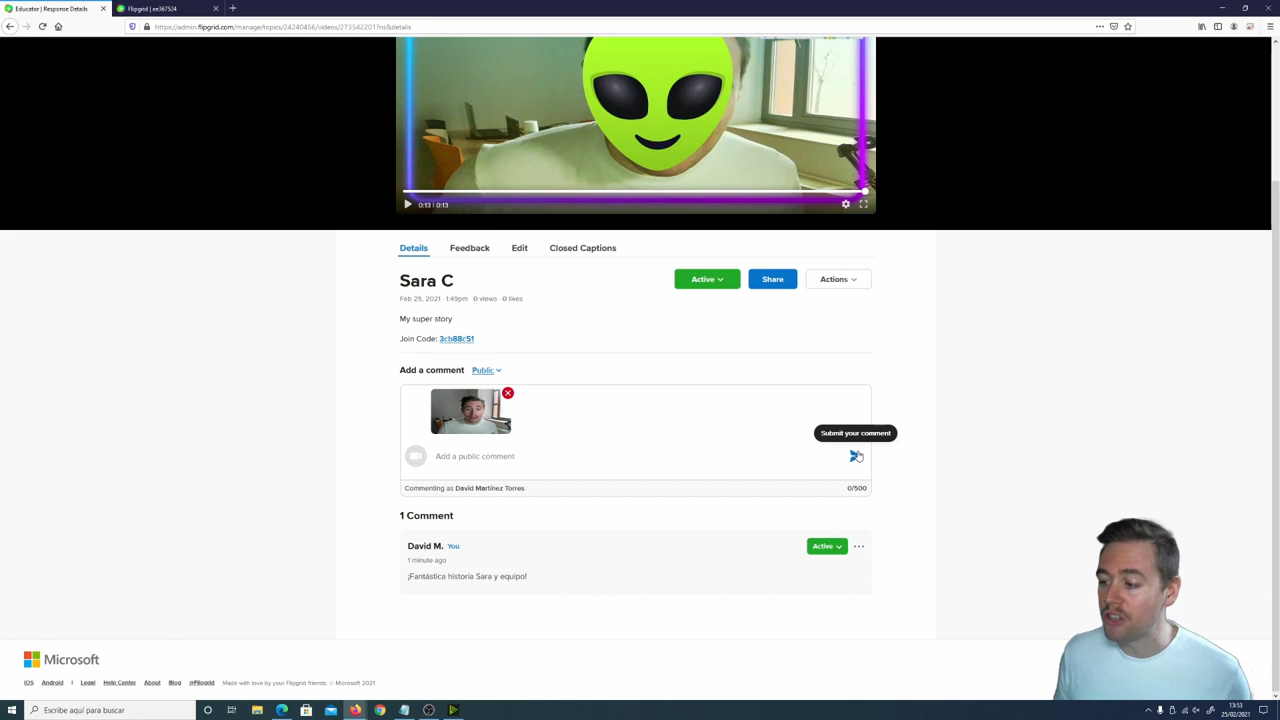 Educator | Response Details
Flipgrid | ee367524
https://admin.flipgrid.com/manage/topics/24240456/videos/273542201?ns&details
0:13 | 0:13
Details Feedback Edit Closed Captions
Sara C
Active Share Actions
Feb 25, 2021 · 1:49pm 0 views · 0 likes
My super story
Join Code: 3cb88c51
Add a comment Public
Submit your comment
Add a public comment
Commenting as David Martínez Torres 0/500
1 Comment
David M. You Active
1 minute ago
¡Fantástica historia Sara y equipo!
Microsoft
iOS Android | Legal Help Center About Blog @Flipgrid Made with love by your Flipgrid friends. © Microsoft 2021
Escribe aquí para buscar
13:53
25/02/2021